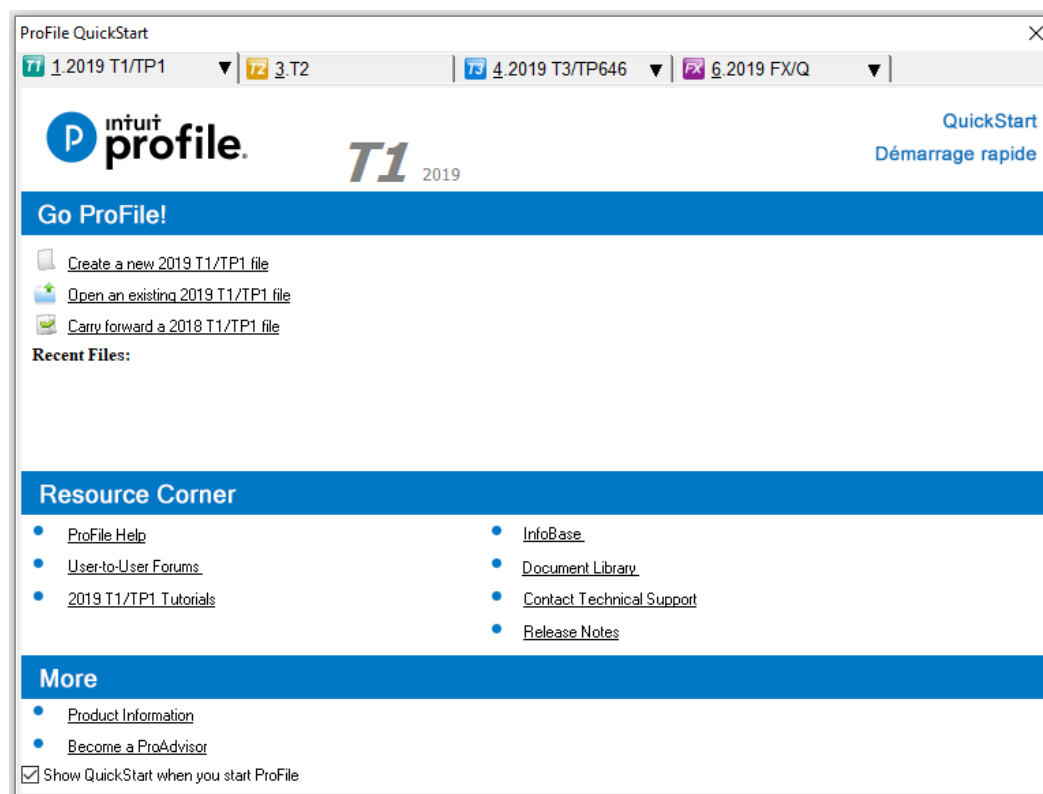 ProFile QuickStart
T1 1.2019 T1/TP1 T2 3.T2 T3 4.2019 T3/TP646 FX 6.2019 FX/Q
P intuit profile. T1 2019
QuickStart
Démarrage rapide
Go ProFile!
Create a new 2019 T1/TP1 file
Open an existing 2019 T1/TP1 file
Carry forward a 2018 T1/TP1 file
Recent Files:
Resource Corner
ProFile Help
User-to-User Forums
2019 T1/TP1 Tutorials
InfoBase
Document Library
Contact Technical Support
Release Notes
More
Product Information
Become a ProAdvisor
Show QuickStart when you start ProFile